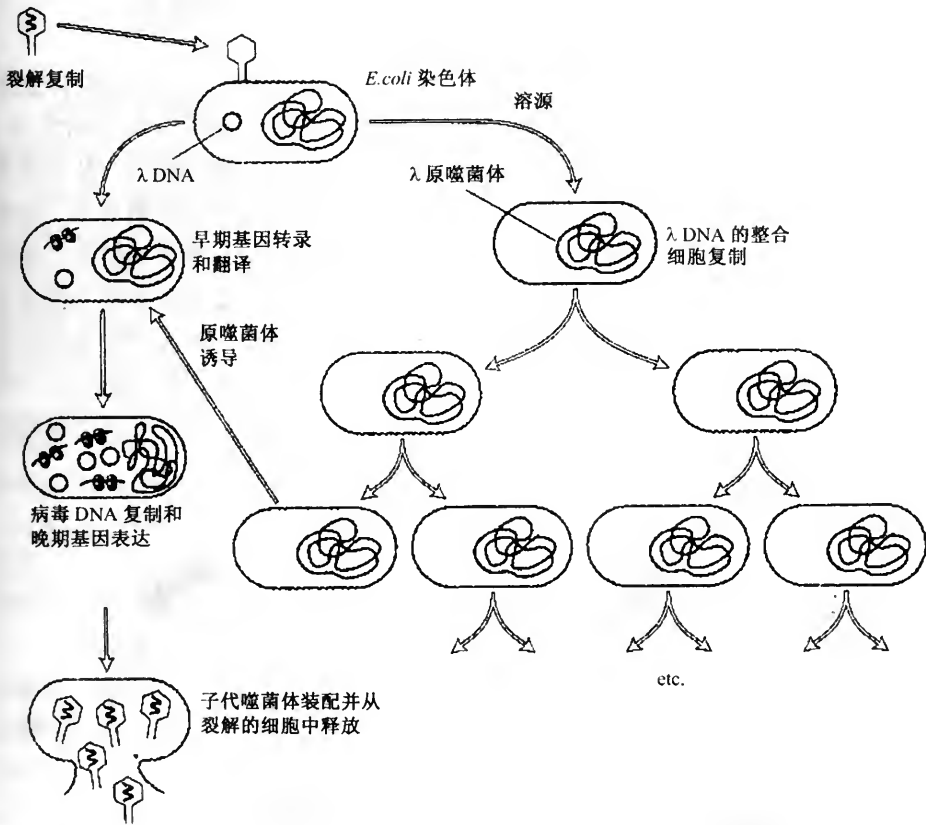 裂解复制
E.coli 染色体
溶源
λ DNA
λ 原噬菌体
早期基因转录
和翻译
λ DNA 的整合
细胞复制
原噬菌体
诱导
病毒 DNA 复制和
晚期基因表达
etc.
子代噬菌体装配并从
裂解的细胞中释放